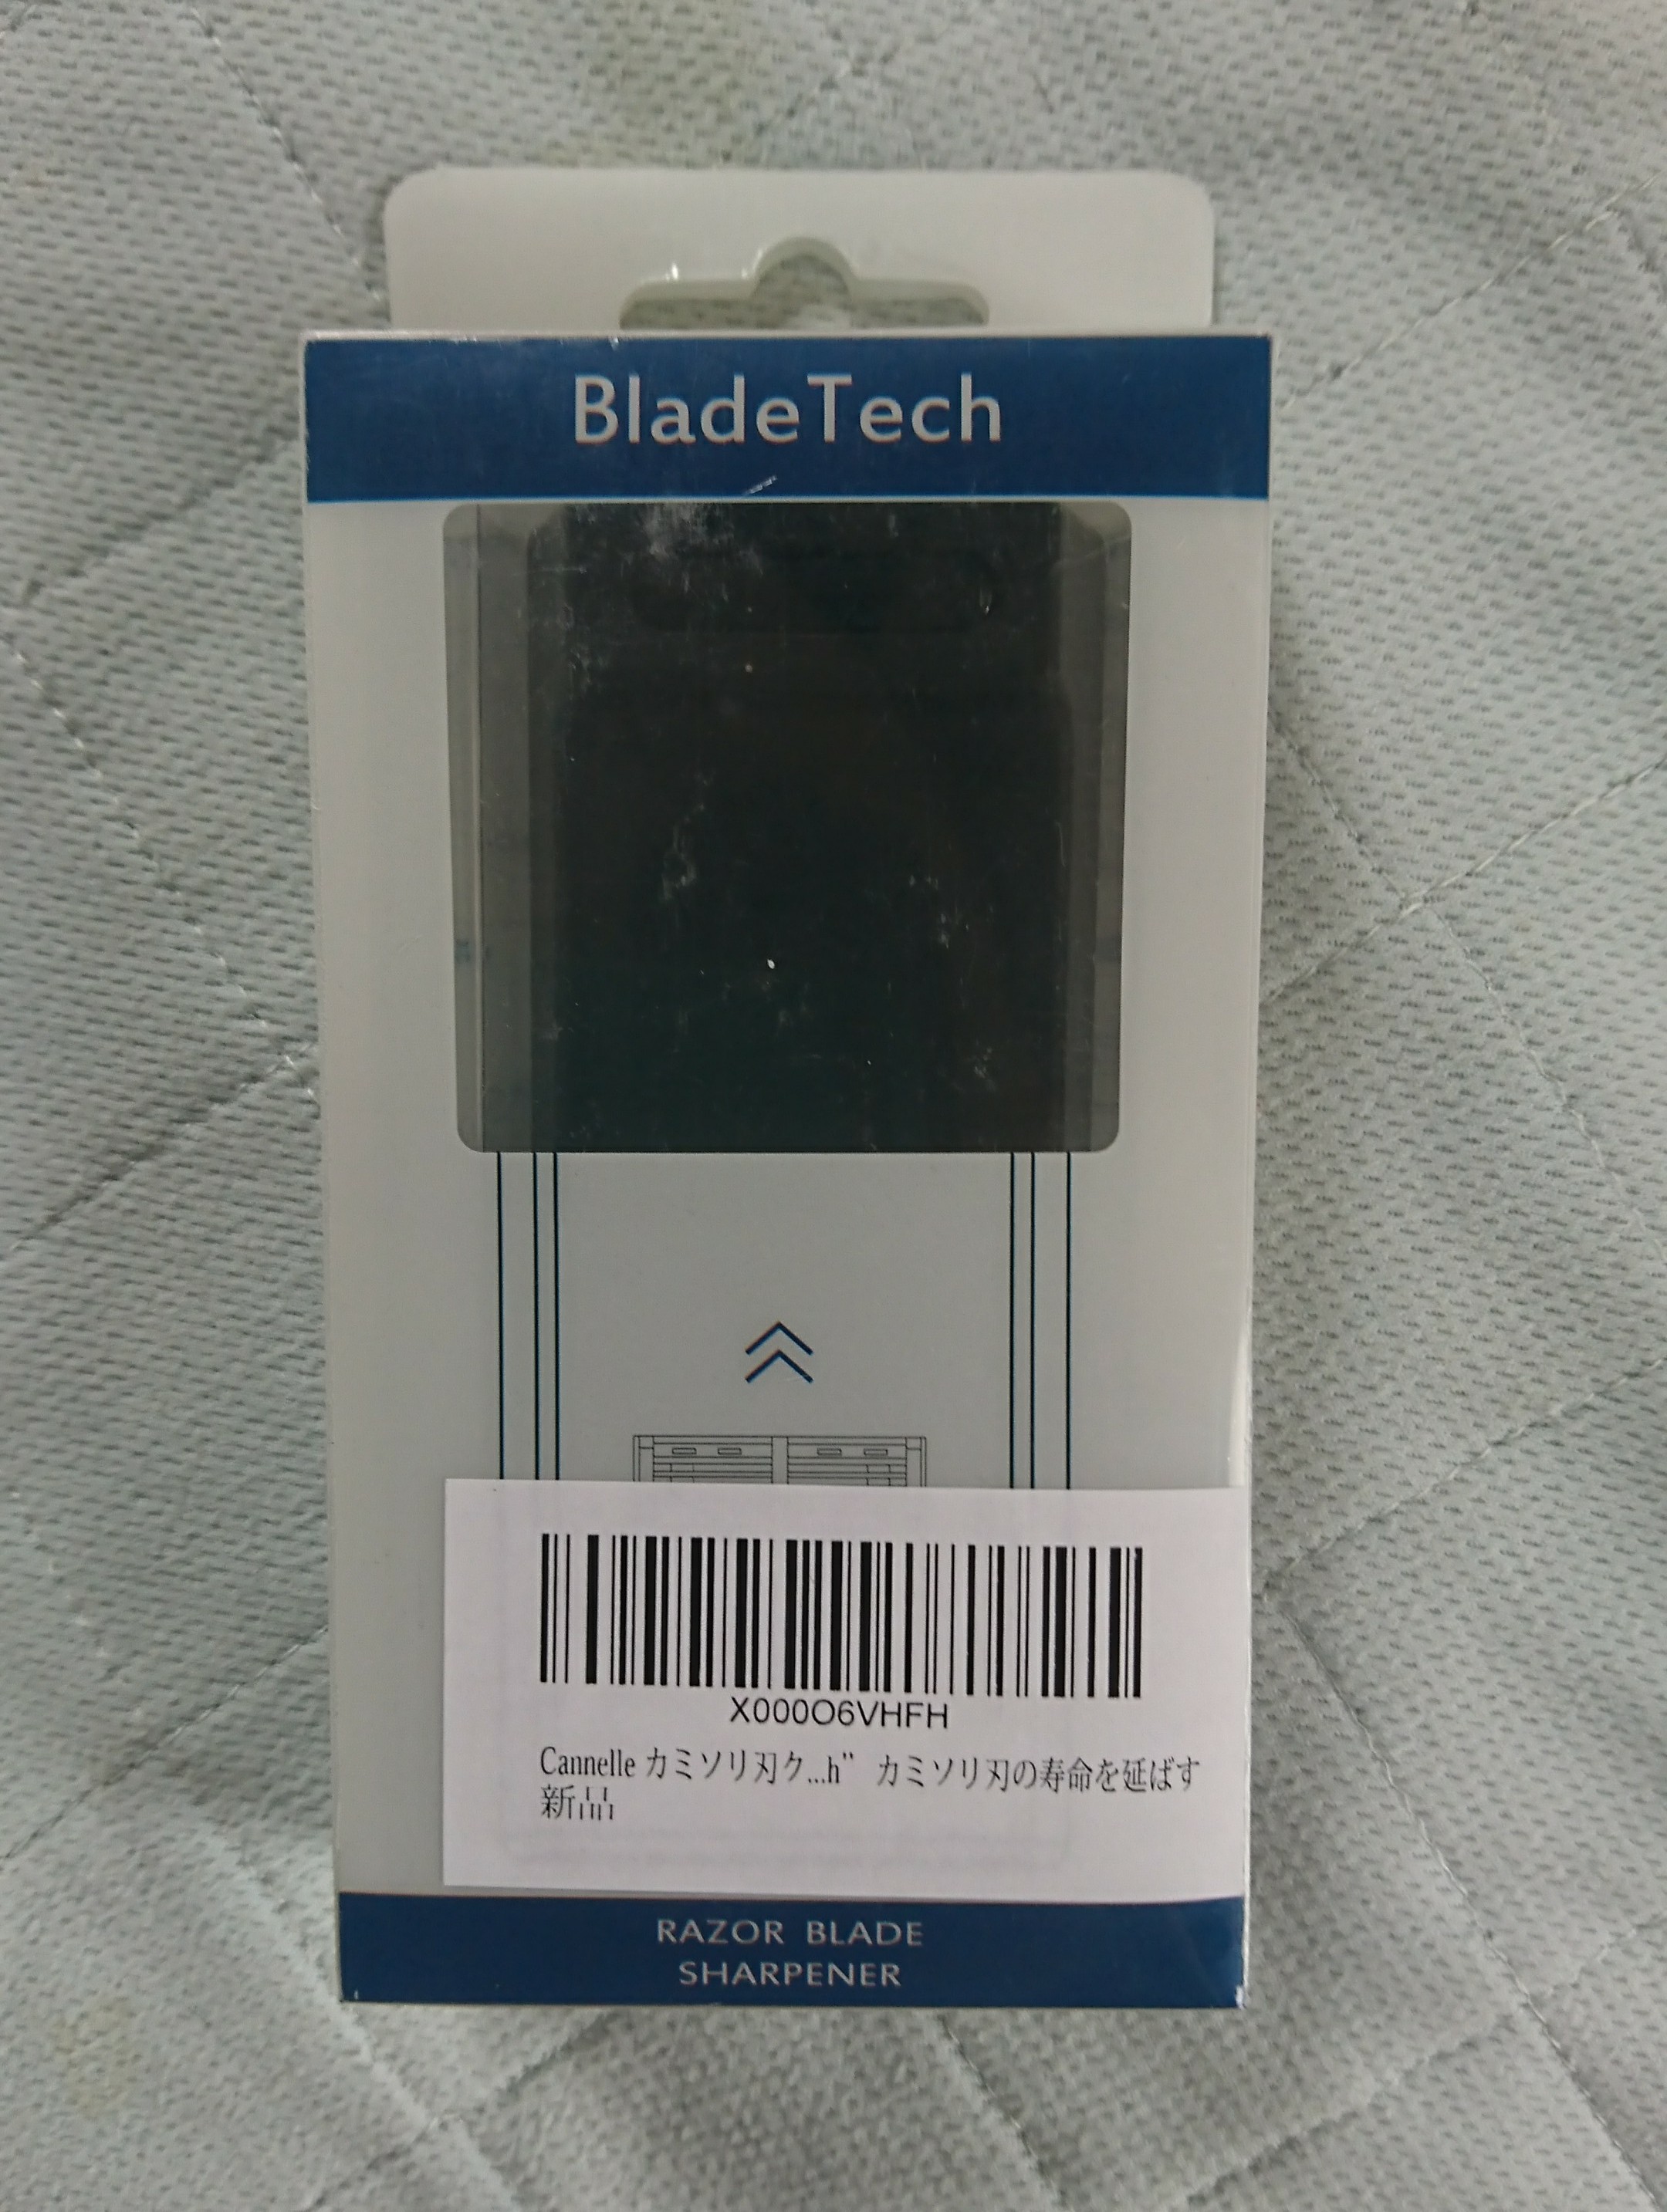 BladeTech
X000O6VHFH
Cannelle カミソリ刃ク...h” カミソリ刃の寿命を延ばす
新品
RAZOR BLADE
SHARPENER